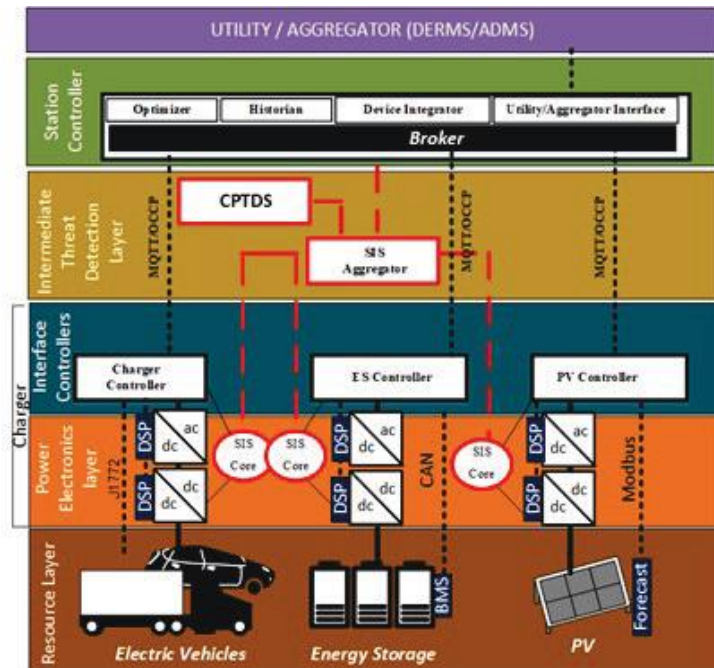 UTILITY / AGGREGATOR (DERMS/ADMS)
Station
Controller
Optimizer
Historian
Device Integrator
Utility/Aggregator Interface
Broker
Intermediate
Threat
Detection
Layer
MQTT/OCCP
CPTDS
SIS
Aggregator
MQTT/OCCP
MQTT/OCCP
Charger
Interface
Controllers
Charger
Controller
ES Controller
PV Controller
Power
Electronics
layer
J1772
DSP
ac
dc
DSP
dc
dc
SIS
Core
SIS
Core
DSP
ac
dc
DSP
dc
dc
CAN
SIS
Core
DSP
ac
dc
DSP
dc
dc
Modbus
Resource Layer
Electric Vehicles
Energy Storage
BMS
PV
Forecast